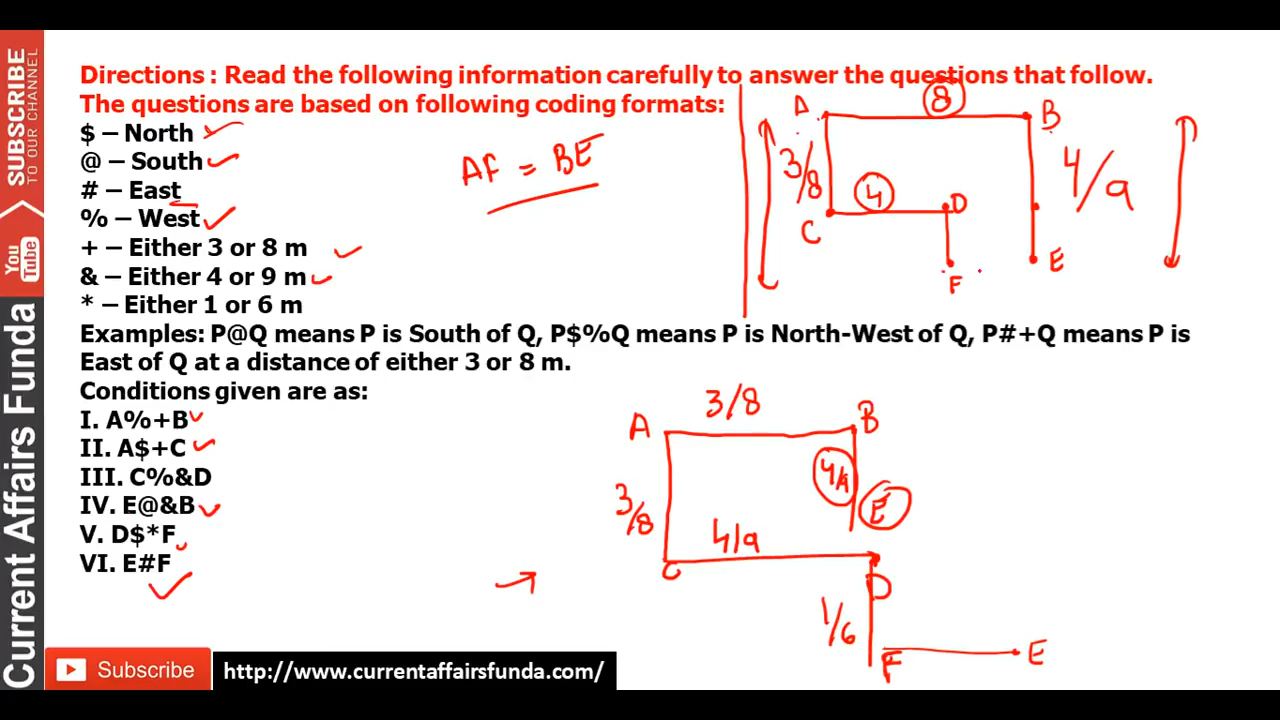 SUBSCRIBE
TO OUR CHANNEL
You Tube
Current Affairs Funda
Directions : Read the following information carefully to answer the questions that follow.
The questions are based on following coding formats:
$ – North
@ – South
# – East
% – West
+ – Either 3 or 8 m
& – Either 4 or 9 m
* – Either 1 or 6 m
Examples: P@Q means P is South of Q, P$%Q means P is North-West of Q, P#+Q means P is
East of Q at a distance of either 3 or 8 m.
Conditions given are as:
I. A%+B
II. A$+C
III. C%&D
IV. E@&B
V. D$*F
VI. E#F
AF = BE
A 8 B
3/8 4/9
4 D
C
F E
3/8
A B
4/9
3/8 E
4/9
C D
1/6
F E
Subscribe
http://www.currentaffairsfunda.com/